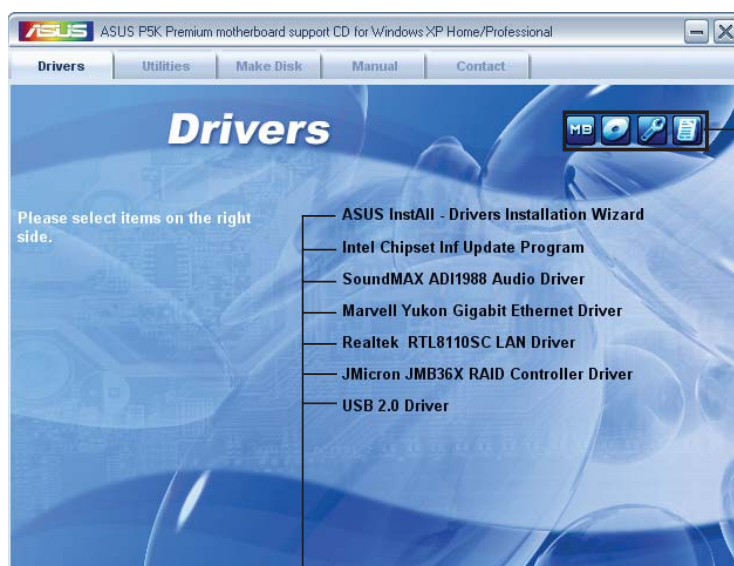 ASUS ASUS P5K Premium motherboard support CD for Windows XP Home/Professional
Drivers Utilities Make Disk Manual Contact
Drivers
MB
Please select items on the right
side.
ASUS InstAll - Drivers Installation Wizard
Intel Chipset Inf Update Program
SoundMAX ADI1988 Audio Driver
Marvell Yukon Gigabit Ethernet Driver
Realtek RTL8110SC LAN Driver
JMicron JMB36X RAID Controller Driver
USB 2.0 Driver